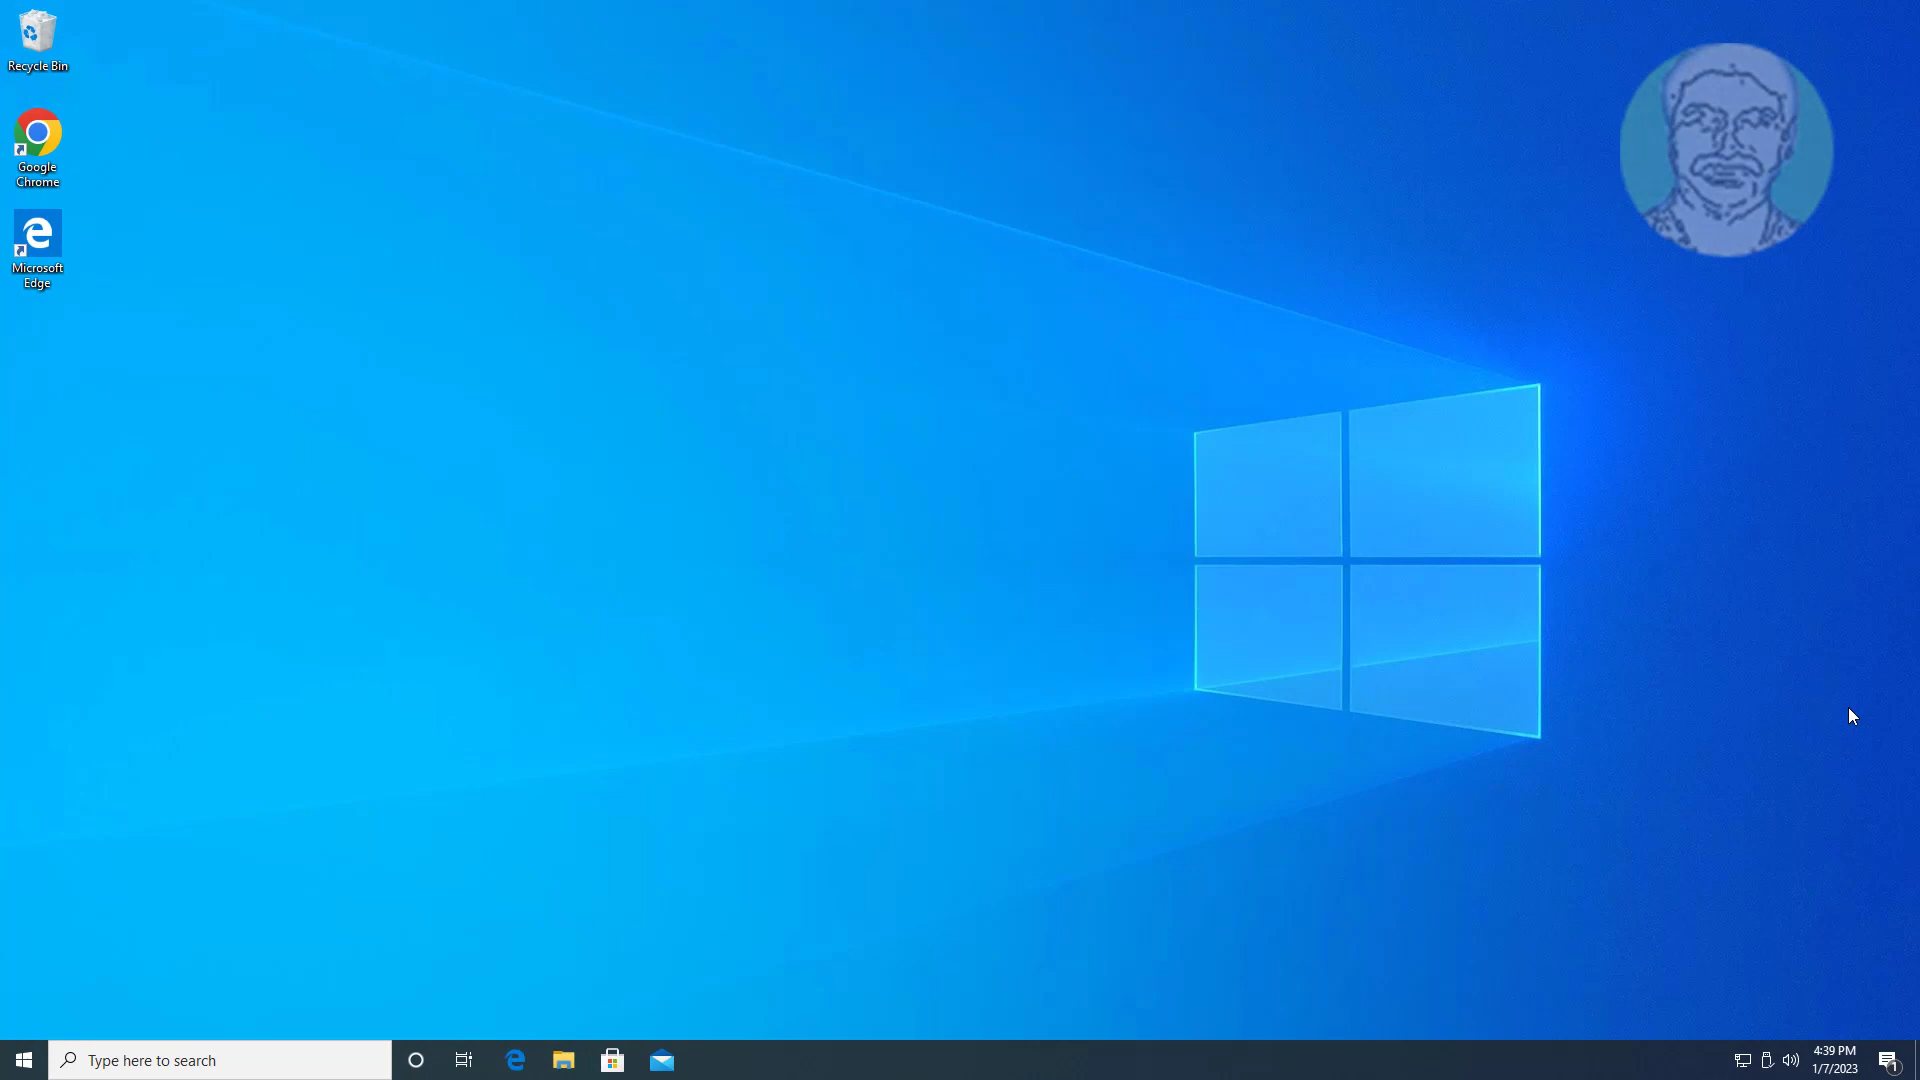 Recycle Bin
Google
Chrome
Microsoft
Edge
Type here to search
4:39 PM
1/7/2023
1